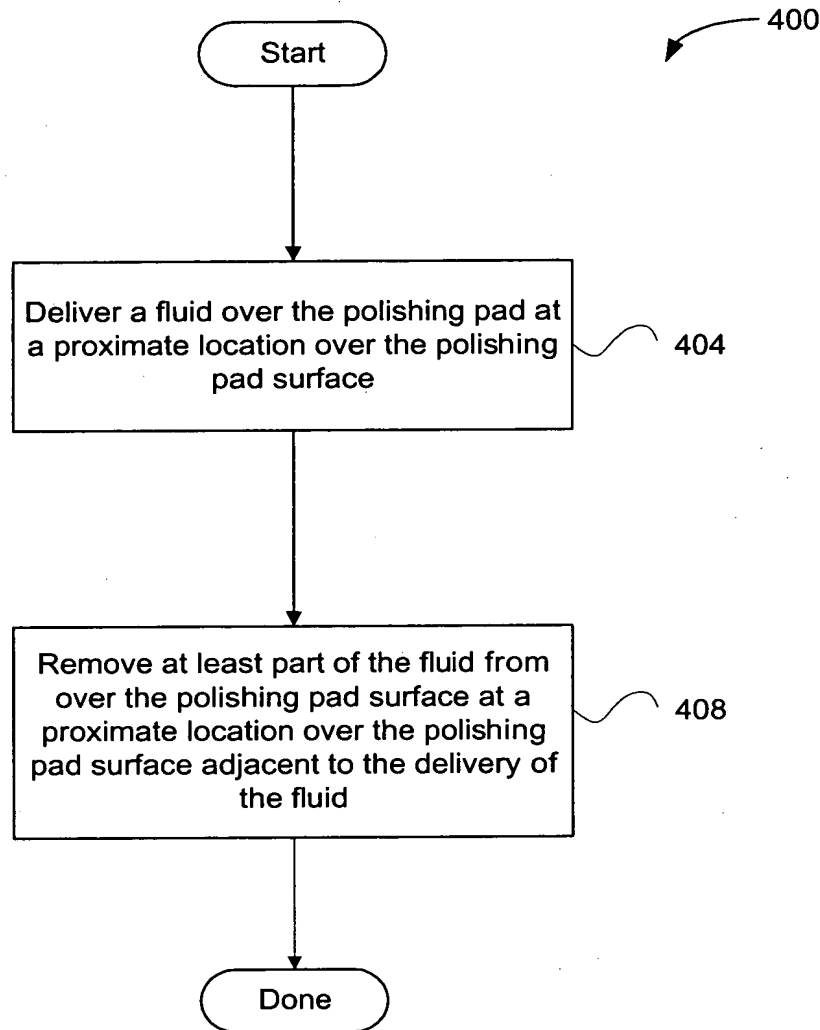 400
Start
Deliver a fluid over the polishing pad at
a proximate location over the polishing
pad surface
404
Remove at least part of the fluid from
over the polishing pad surface at a
proximate location over the polishing
pad surface adjacent to the delivery of
the fluid
408
Done